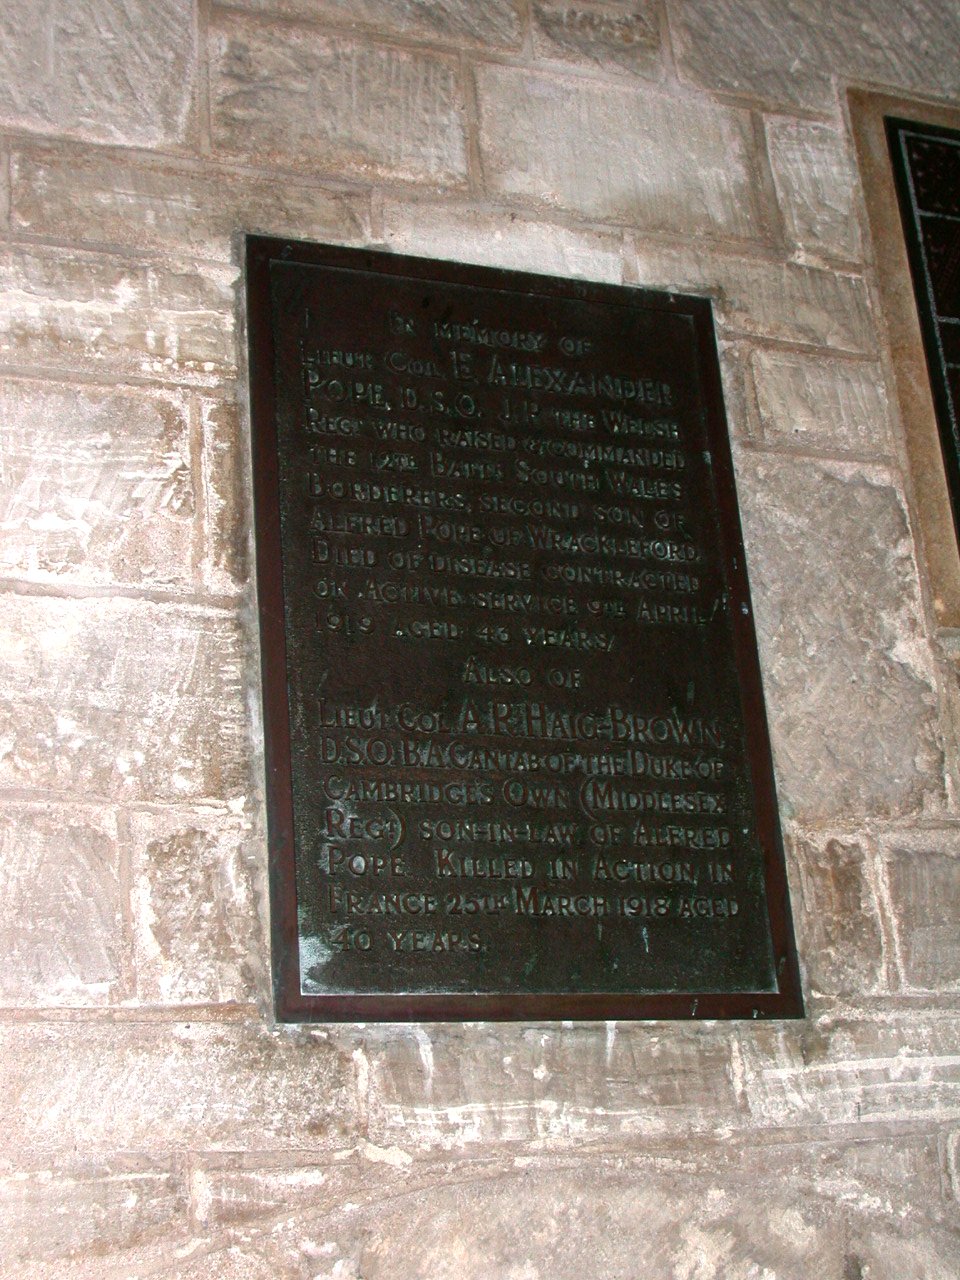 IN MEMORY OF
LIEUT COL. E. ALEXANDER
POPE, D.S.O. J.P. THE WELSH
REGT WHO RAISED & COMMANDED
THE 12TH BATTN SOUTH WALES
BORDERERS, SECOND SON OF
ALFRED POPE OF WRACKLEFORD.
DIED OF DISEASE CONTRACTED
ON ACTIVE SERVICE 9TH APRIL
1919 AGED 43 YEARS
ALSO OF
LIEUT COL. A.R. HAIG-BROWN
D.S.O. B.A. CANTAB OF THE DUKE OF
CAMBRIDGES OWN (MIDDLESEX
REGT) SON-IN-LAW OF ALFRED
POPE. KILLED IN ACTION IN
FRANCE 25TH MARCH 1918 AGED
40 YEARS.